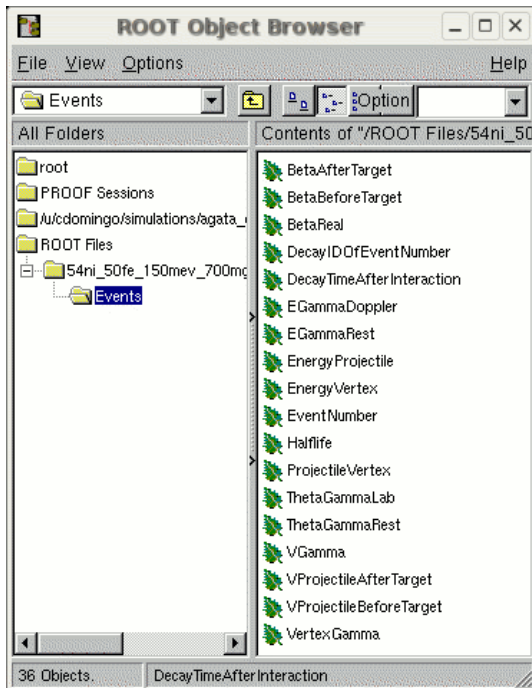 ROOT Object Browser
File View Options Help
Events Option
All Folders
Contents of "/ROOT Files/54ni_50
root
PROOF Sessions
/u/cdomingo/simulations/agata_
ROOT Files
54ni_50fe_150mev_700mg
Events
BetaAfterTarget
BetaBeforeTarget
BetaReal
DecayIDOfEventNumber
DecayTimeAfterInteraction
EGammaDoppler
EGammaRest
EnergyProjectile
EnergyVertex
EventNumber
Halflife
ProjectileVertex
ThetaGammaLab
ThetaGammaRest
VGamma
VProjectileAfterTarget
VProjectileBeforeTarget
VertexGamma
36 Objects. DecayTimeAfterInteraction